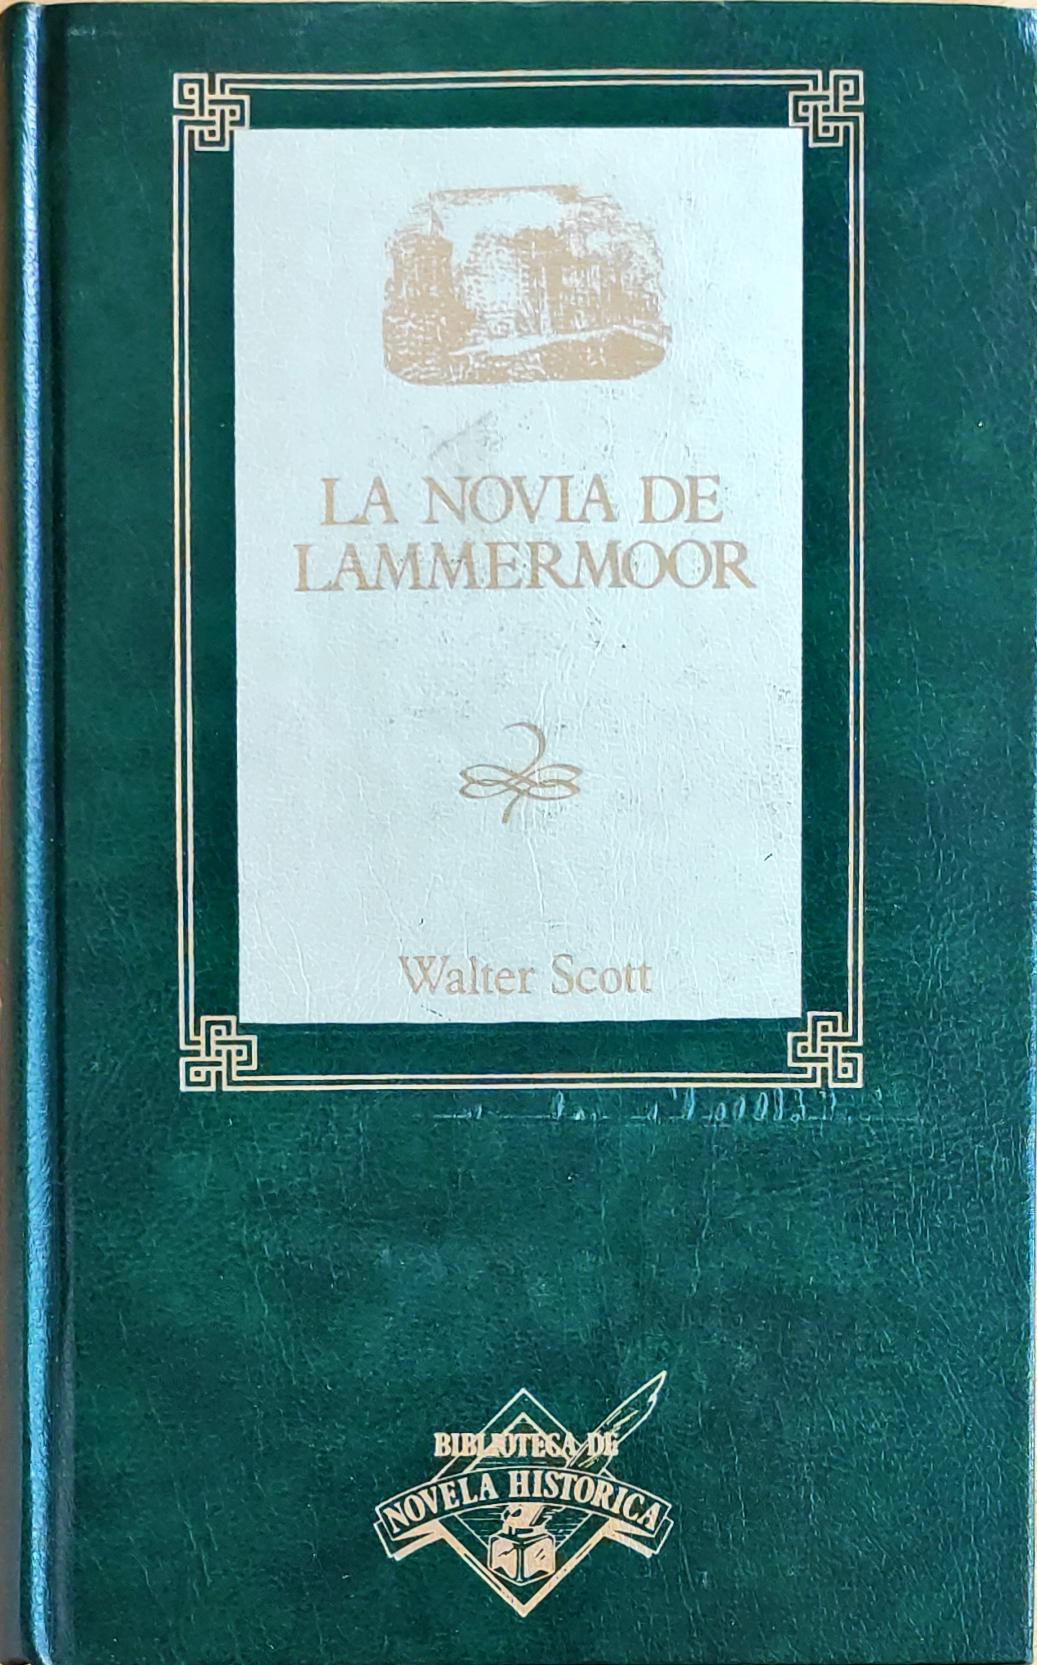 LA NOVIA DE
LAMMERMOOR
Walter Scott
BIBLIOTECA DE
NOVELA HISTORICA